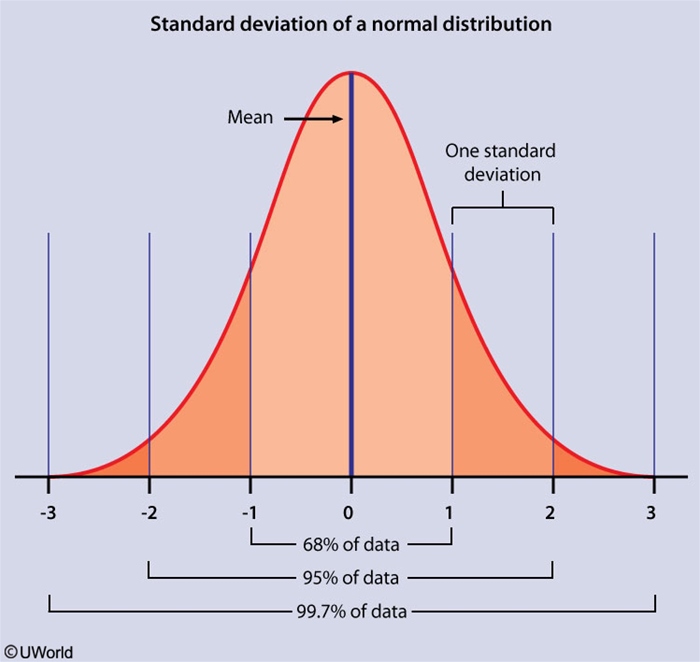 Standard deviation of a normal distribution
Mean
One standard
deviation
-3 -2 -1 0 1 2 3
68% of data
95% of data
99.7% of data
©UWorld